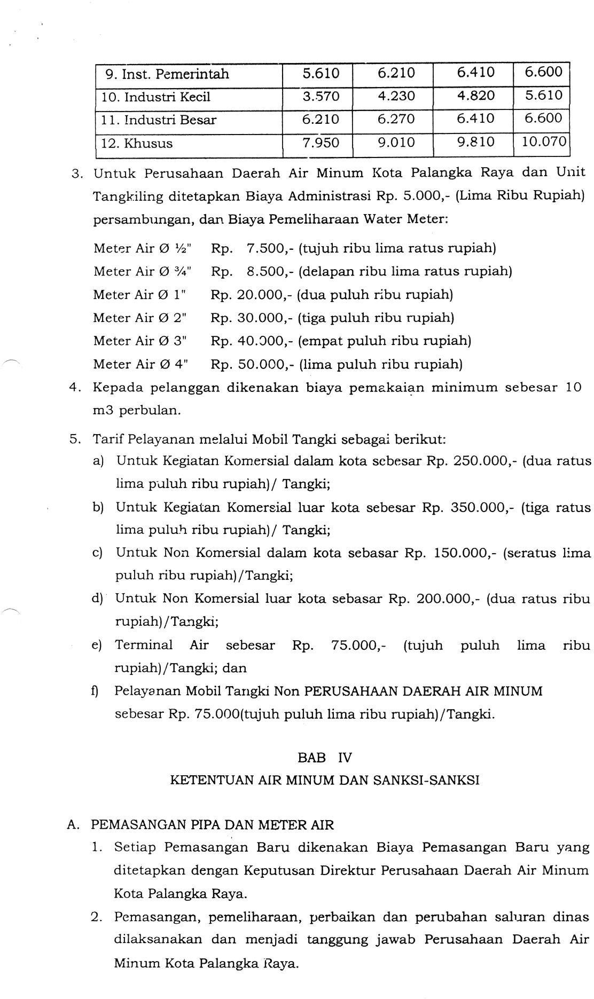 9. Inst. Pemerintah 5.610 6.210 6.410 6.600
10. Industri Kecil 3.570 4.230 4.820 5.610
11. Industri Besar 6.210 6.270 6.410 6.600
12. Khusus 7.950 9.010 9.810 10.070
3. Untuk Perusahaan Daerah Air Minum Kota Palangka Raya dan Unit
Tangkiling ditetapkan Biaya Administrasi Rp. 5.000,- (Lima Ribu Rupiah)
persambungan, dan Biaya Pemeliharaan Water Meter:
Meter Air Ø ½" Rp. 7.500,- (tujuh ribu lima ratus rupiah)
Meter Air Ø ¾" Rp. 8.500,- (delapan ribu lima ratus rupiah)
Meter Air Ø 1" Rp. 20.000,- (dua puluh ribu rupiah)
Meter Air Ø 2" Rp. 30.000,- (tiga puluh ribu rupiah)
Meter Air Ø 3" Rp. 40.000,- (empat puluh ribu rupiah)
Meter Air Ø 4" Rp. 50.000,- (lima puluh ribu rupiah)
4. Kepada pelanggan dikenakan biaya pemakaian minimum sebesar 10
m3 perbulan.
5. Tarif Pelayanan melalui Mobil Tangki sebagai berikut:
a) Untuk Kegiatan Komersial dalam kota sebesar Rp. 250.000,- (dua ratus
lima puluh ribu rupiah)/ Tangki;
b) Untuk Kegiatan Komersial luar kota sebesar Rp. 350.000,- (tiga ratus
lima puluh ribu rupiah)/ Tangki;
c) Untuk Non Komersial dalam kota sebasar Rp. 150.000,- (seratus lima
puluh ribu rupiah)/Tangki;
d) Untuk Non Komersial luar kota sebasar Rp. 200.000,- (dua ratus ribu
rupiah)/Tangki;
e) Terminal Air sebesar Rp. 75.000,- (tujuh puluh lima ribu
rupiah)/Tangki; dan
f) Pelayanan Mobil Tangki Non PERUSAHAAN DAERAH AIR MINUM
sebesar Rp. 75.000(tujuh puluh lima ribu rupiah)/Tangki.
BAB IV
KETENTUAN AIR MINUM DAN SANKSI-SANKSI
A. PEMASANGAN PIPA DAN METER AIR
1. Setiap Pemasangan Baru dikenakan Biaya Pemasangan Baru yang
ditetapkan dengan Keputusan Direktur Perusahaan Daerah Air Minum
Kota Palangka Raya.
2. Pemasangan, pemeliharaan, perbaikan dan perubahan saluran dinas
dilaksanakan dan menjadi tanggung jawab Perusahaan Daerah Air
Minum Kota Palangka Raya.